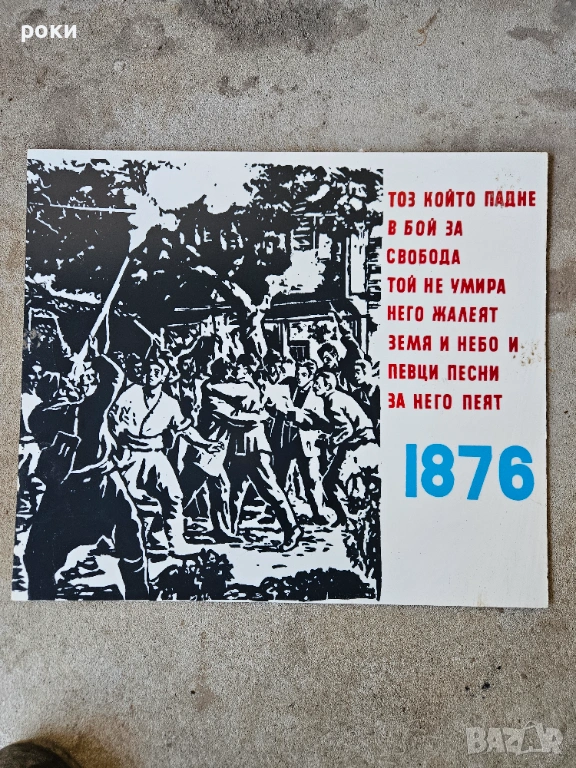 роки
ТОЗ КОЙТО ПАДНЕ
В БОЙ ЗА
СВОБОДА
ТОЙ НЕ УМИРА
НЕГО ЖАЛЕЯТ
ЗЕМЯ И НЕБО И
ПЕВЦИ ПЕСНИ
ЗА НЕГО ПЕЯТ
1876
BAZAR